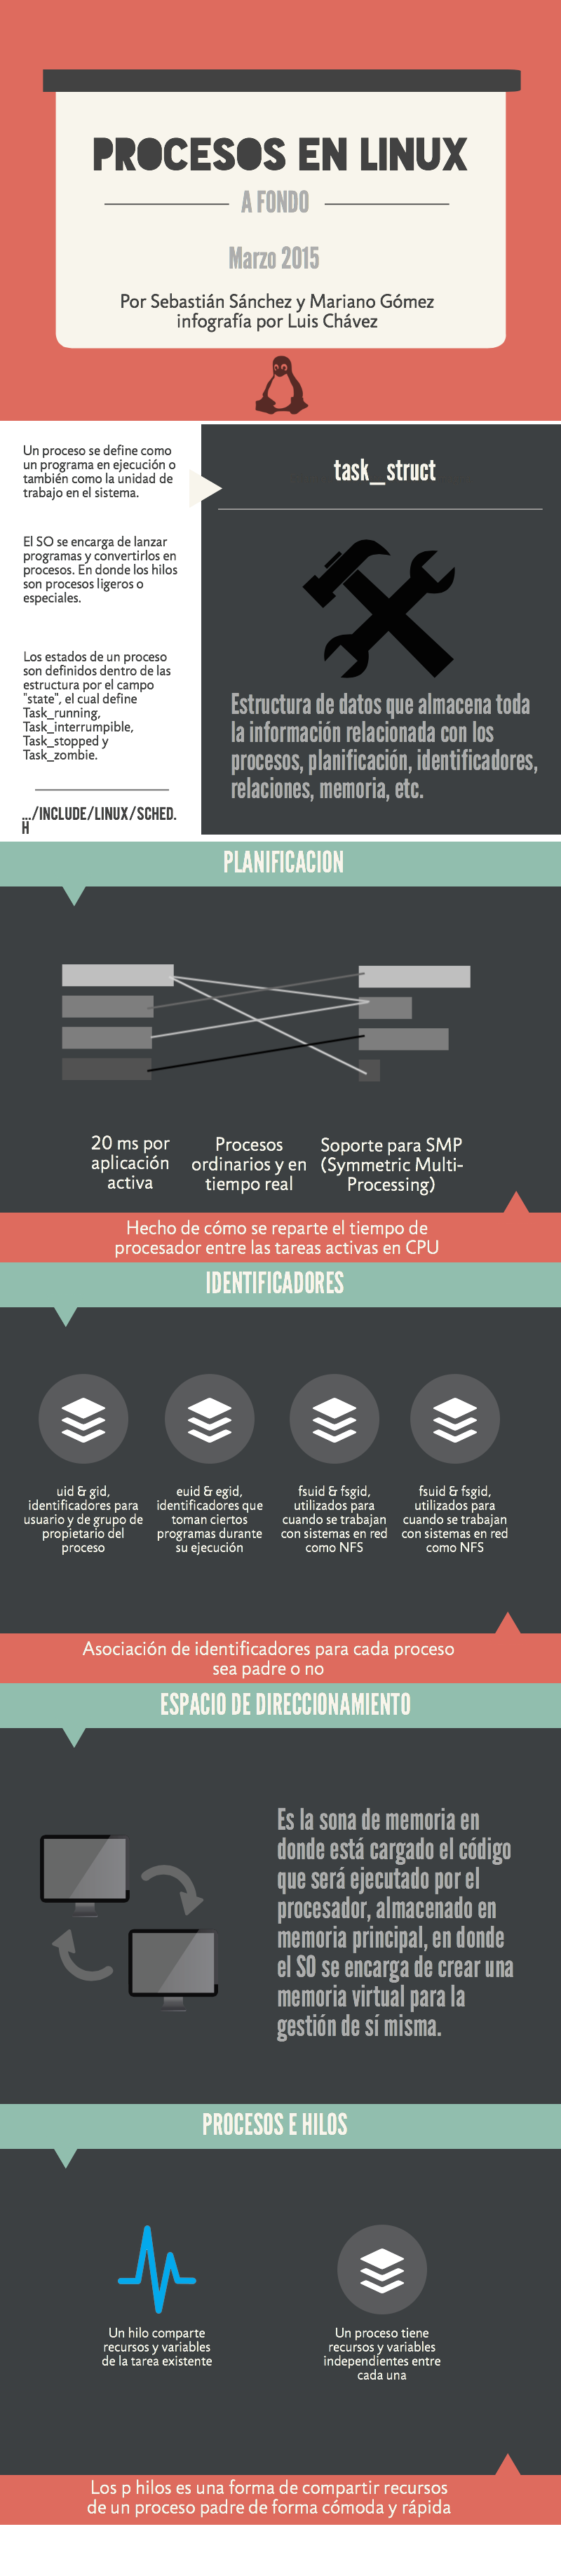 PROCESOS EN LINUX
A FONDO
Marzo 2015
Por Sebastián Sánchez y Mariano Gómez
infografía por Luis Chávez
Un proceso se define como
un programa en ejecución o
también como la unidad de
trabajo en el sistema.
El SO se encarga de lanzar
programas y convertirlos en
procesos. En donde los hilos
son procesos ligeros o
especiales.
Los estados de un proceso
son definidos dentro de las
estructura por el campo
"state", el cual define
Task_running,
Task_interrumpible,
Task_stopped y
Task_zombie.
.../INCLUDE/LINUX/SCHED.
H
task_struct
Estructura de datos que almacena toda
la información relacionada con los
procesos, planificación, identificadores,
relaciones, memoria, etc.
PLANIFICACION
20 ms por
aplicación
activa
Procesos
ordinarios y en
tiempo real
Soporte para SMP
(Symmetric Multi-
Processing)
Hecho de cómo se reparte el tiempo de
procesador entre las tareas activas en CPU
IDENTIFICADORES
uid & gid,
identificadores para
usuario y de grupo de
propietario del
proceso
euid & egid,
identificadores que
toman ciertos
programas durante
su ejecución
fsuid & fsgid,
utilizados para
cuando se trabajan
con sistemas en red
como NFS
fsuid & fsgid,
utilizados para
cuando se trabajan
con sistemas en red
como NFS
Asociación de identificadores para cada proceso
sea padre o no
ESPACIO DE DIRECCIONAMIENTO
Es la sona de memoria en
donde está cargado el código
que será ejecutado por el
procesador, almacenado en
memoria principal, en donde
el SO se encarga de crear una
memoria virtual para la
gestión de sí misma.
PROCESOS E HILOS
Un hilo comparte
recursos y variables
de la tarea existente
Un proceso tiene
recursos y variables
independientes entre
cada una
Los p hilos es una forma de compartir recursos
de un proceso padre de forma cómoda y rápida